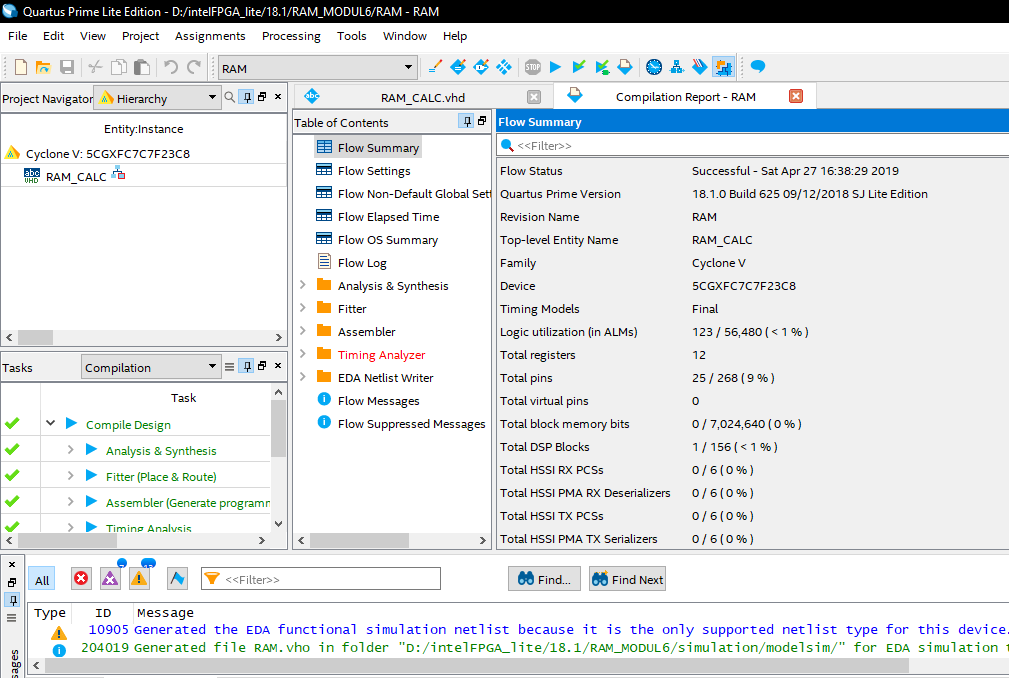 Quartus Prime Lite Edition - D:/intelFPGA_lite/18.1/RAM_MODUL6/RAM - RAM
File Edit View Project Assignments Processing Tools Window Help
RAM
STOP
Project Navigator Hierarchy
Entity:Instance
Cyclone V: 5CGXFC7C7F23C8
abc VHD RAM_CALC
Tasks Compilation
Task
Compile Design
Analysis & Synthesis
Fitter (Place & Route)
Assembler (Generate programm
Timing Analysis
abc RAM_CALC.vhd
Compilation Report - RAM
Table of Contents
Flow Summary
Flow Settings
Flow Non-Default Global Sett
Flow Elapsed Time
Flow OS Summary
Flow Log
Analysis & Synthesis
Fitter
Assembler
Timing Analyzer
EDA Netlist Writer
Flow Messages
Flow Suppressed Messages
Flow Summary
<<Filter>>
Flow Status Successful - Sat Apr 27 16:38:29 2019
Quartus Prime Version 18.1.0 Build 625 09/12/2018 SJ Lite Edition
Revision Name RAM
Top-level Entity Name RAM_CALC
Family Cyclone V
Device 5CGXFC7C7F23C8
Timing Models Final
Logic utilization (in ALMs) 123 / 56,480 ( < 1 % )
Total registers 12
Total pins 25 / 268 ( 9 % )
Total virtual pins 0
Total block memory bits 0 / 7,024,640 ( 0 % )
Total DSP Blocks 1 / 156 ( < 1 % )
Total HSSI RX PCSs 0 / 6 ( 0 % )
Total HSSI PMA RX Deserializers 0 / 6 ( 0 % )
Total HSSI TX PCSs 0 / 6 ( 0 % )
Total HSSI PMA TX Serializers 0 / 6 ( 0 % )
All <<Filter>> Find... Find Next
Type ID Message
10905 Generated the EDA functional simulation netlist because it is the only supported netlist type for this device.
204019 Generated file RAM.vho in folder "D:/intelFPGA_lite/18.1/RAM_MODUL6/simulation/modelsim/" for EDA simulation t
sages